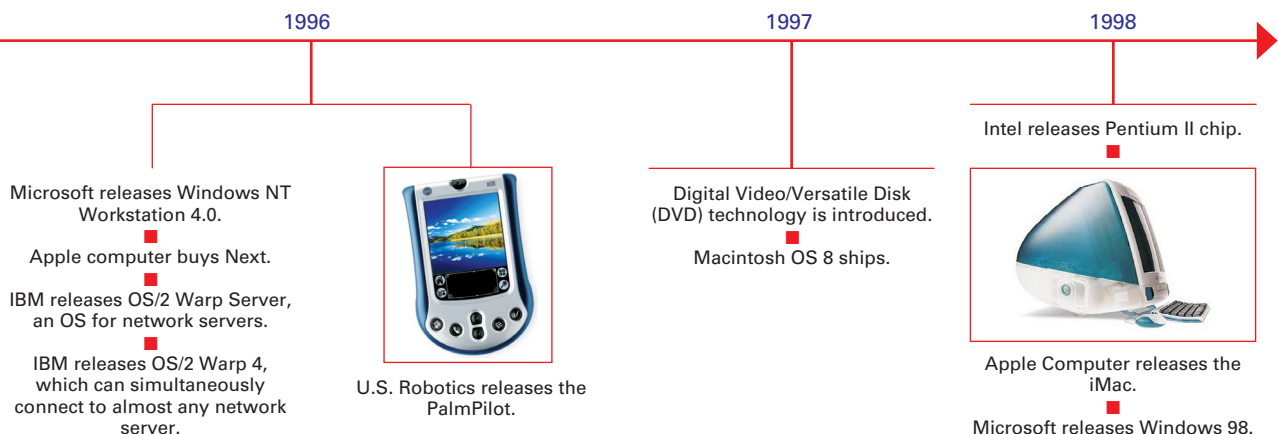 1996
1997
1998
Microsoft releases Windows NT
Workstation 4.0.
Apple computer buys Next.
IBM releases OS/2 Warp Server,
an OS for network servers.
IBM releases OS/2 Warp 4,
which can simultaneously
connect to almost any network
server.
U.S. Robotics releases the
PalmPilot.
Digital Video/Versatile Disk
(DVD) technology is introduced.
Macintosh OS 8 ships.
Intel releases Pentium II chip.
Apple Computer releases the
iMac.
Microsoft releases Windows 98.